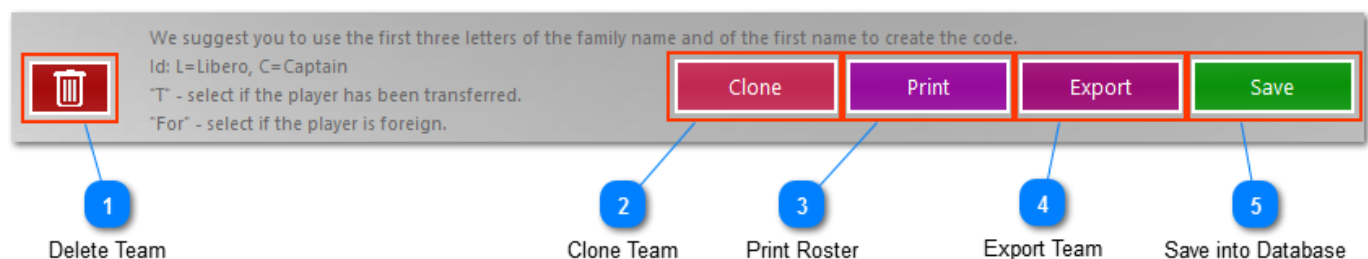 We suggest you to use the first three letters of the family name and of the first name to create the code.
Id: L=Libero, C=Captain
"T" - select if the player has been transferred.
"For" - select if the player is foreign.
Clone
Print
Export
Save
1
2
3
4
5
Delete Team
Clone Team
Print Roster
Export Team
Save into Database